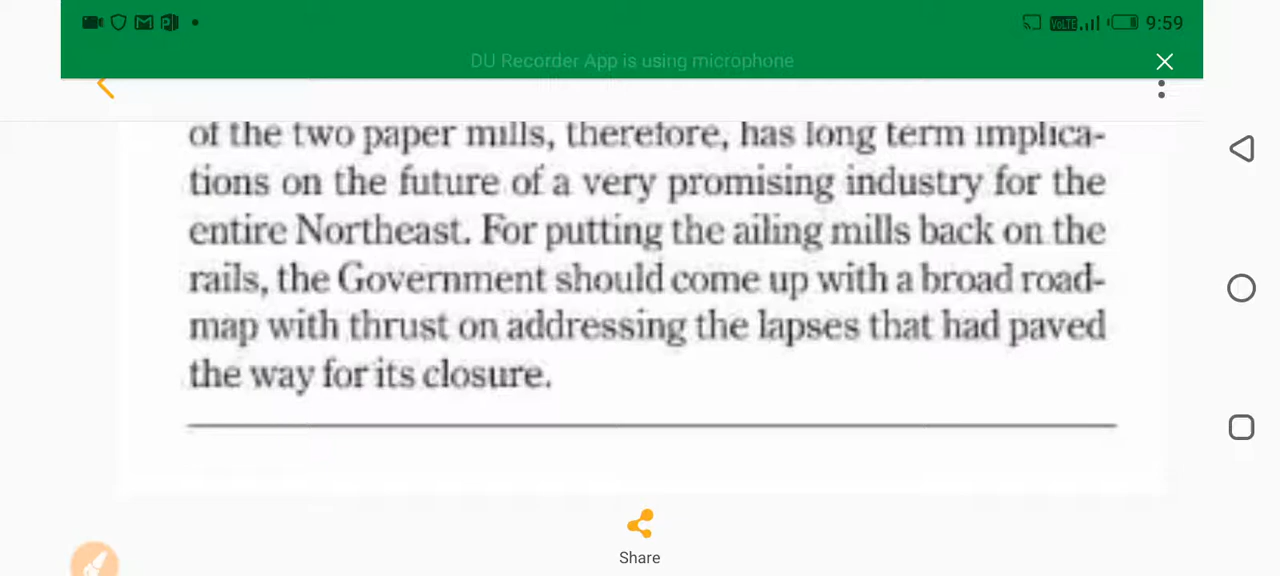 9:59
DU Recorder App is using microphone
of the two paper mills, therefore, has long term implica-
tions on the future of a very promising industry for the
entire Northeast. For putting the ailing mills back on the
rails, the Government should come up with a broad road-
map with thrust on addressing the lapses that had paved
the way for its closure.
Share